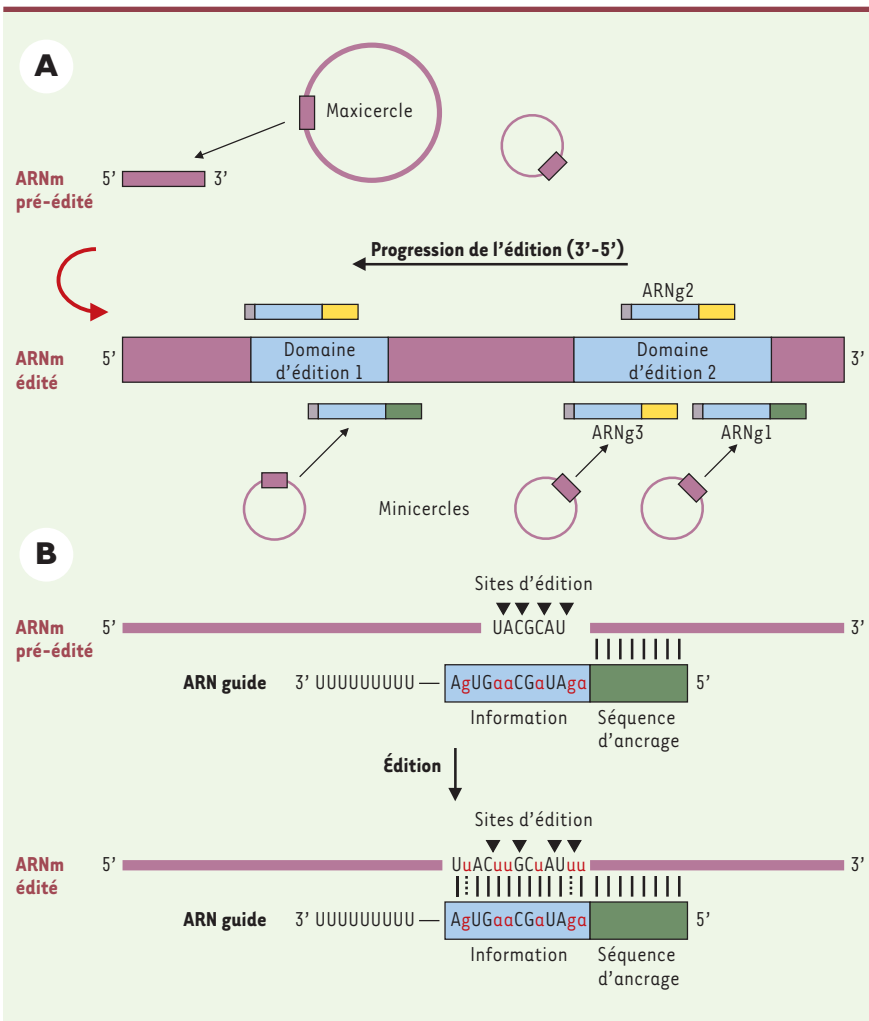 A
Maxicercle
ARNm
pré-édité
5' 3'
Progression de l'édition (3'-5')
ARNg2
ARNm
édité
5' Domaine
d'édition 1 Domaine
d'édition 2 3'
ARNg3 ARNg1
Minicercles
B
Sites d'édition
ARNm
pré-édité
5' UACGCAU 3'
ARN guide 3' UUUUUUUUU — AgUGaaCGaUAga 5'
Information Séquence
d'ancrage
Édition
Sites d'édition
ARNm
édité
5' UuACuuGCuAUuu 3'
ARN guide 3' UUUUUUUUU — AgUGaaCGaUAga 5'
Information Séquence
d'ancrage